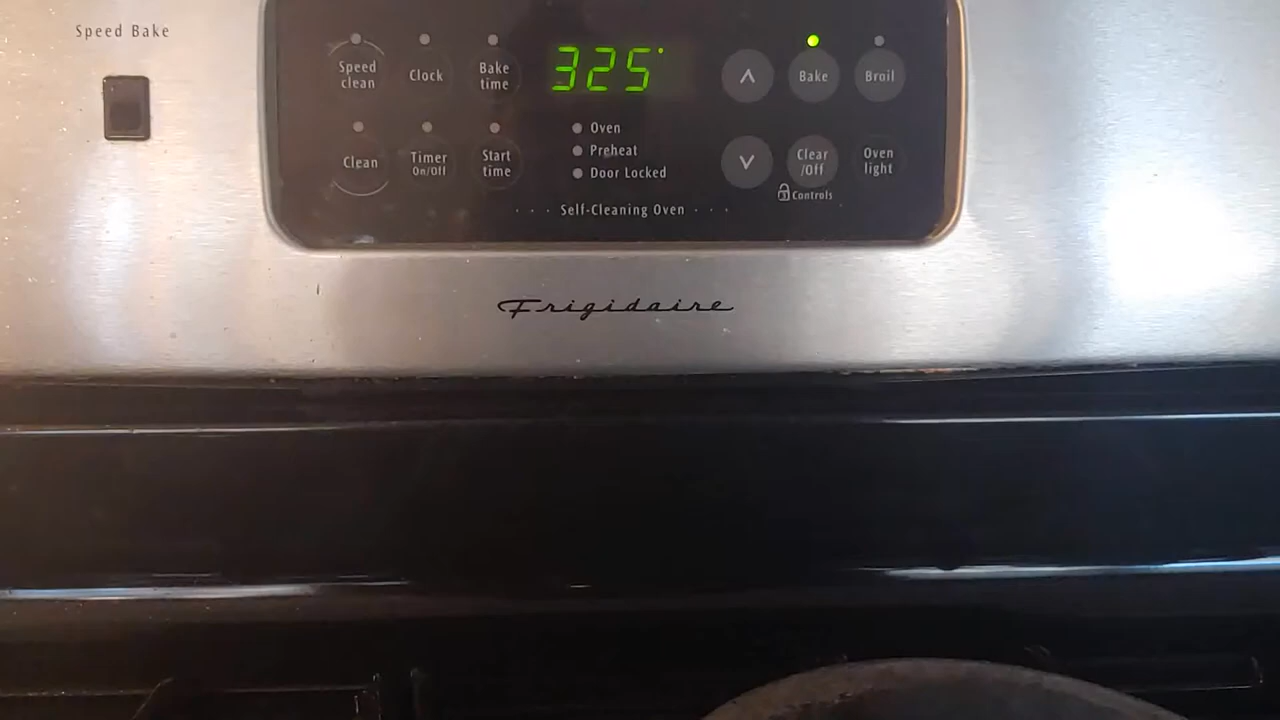 Speed Bake
Speed clean
Clock
Bake time
325°
Bake
Broil
Clean
Timer On/Off
Start time
Oven
Preheat
Door Locked
Clear /Off
Oven light
Controls
Self-Cleaning Oven
Frigidaire